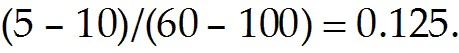 (5 – 10)/(60 – 100) = 0.125.